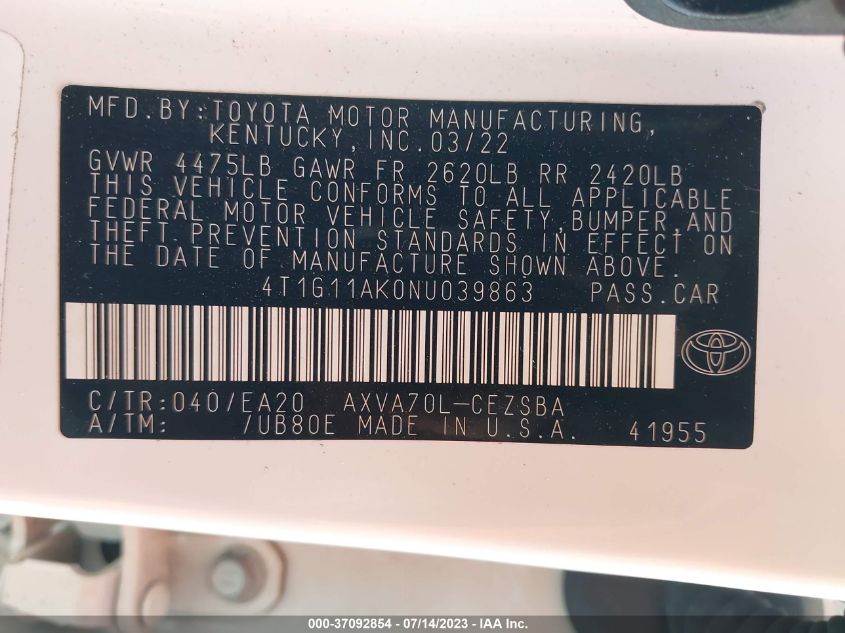 MFD.BY:TOYOTA MOTOR MANUFACTURING,
KENTUCKY,INC.03/22
GVWR 4475LB GAWR FR 2620LB RR 2420LB
THIS VEHICLE CONFORMS TO ALL APPLICABLE
FEDERAL MOTOR VEHICLE SAFETY,BUMPER,AND
THEFT PREVENTION STANDARDS IN EFFECT ON
THE DATE OF MANUFACTURE SHOWN ABOVE.
4T1G11AK0NU039863 PASS.CAR
C/TR:040/EA20 AXVA70L-CEZSBA
A/TM: /UB80E MADE IN U.S.A. 41955
000-37092854 / 07/14/2023 - IAA Inc.